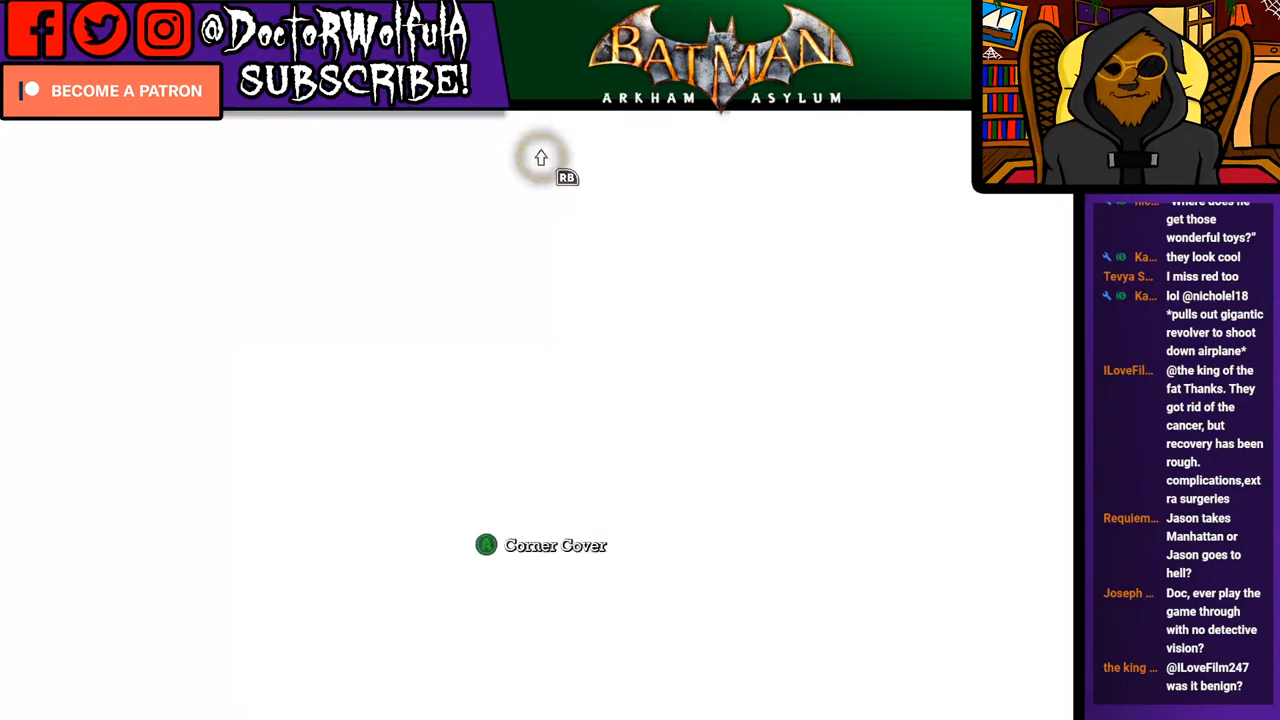 @DoctoRWolfulA
SUBSCRIBE!
BECOME A PATRON
BATMAN
ARKHAM ASYLUM
RB
A Corner Cover
"Where does he
get those
wonderful toys?"
Ka... they look cool
Tevya S... I miss red too
Ka... lol @nicholel18
*pulls out gigantic
revolver to shoot
down airplane*
ILoveFil... @the king of the
fat Thanks. They
got rid of the
cancer, but
recovery has been
rough.
complications,ext
ra surgeries
Requiem... Jason takes
Manhattan or
Jason goes to
hell?
Joseph ... Doc, ever play the
game through
with no detective
vision?
the king ... @ILoveFilm247
was it benign?